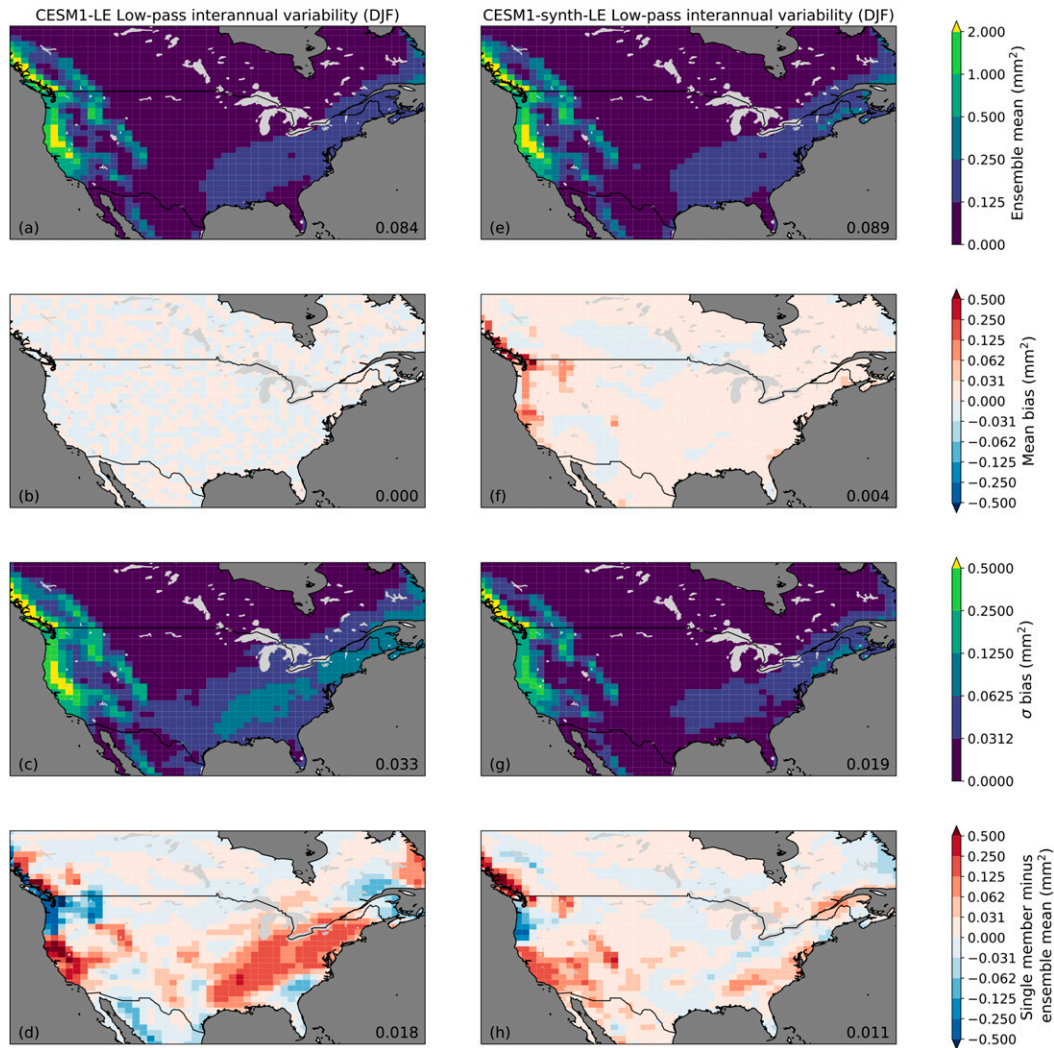 CESM1-LE Low-pass interannual variability (DJF)
CESM1-synth-LE Low-pass interannual variability (DJF)
(a)
0.084
(e)
0.089
2.000
1.000
0.500
0.250
0.125
0.000
Ensemble mean (mm²)
(b)
0.000
(f)
0.004
0.500
0.250
0.125
0.062
0.031
0.000
−0.031
−0.062
−0.125
−0.250
−0.500
Mean bias (mm²)
(c)
0.033
(g)
0.019
0.5000
0.2500
0.1250
0.0625
0.0312
0.0000
σ bias (mm²)
(d)
0.018
(h)
0.011
0.500
0.250
0.125
0.062
0.031
0.000
−0.031
−0.062
−0.125
−0.250
−0.500
Single member minus
ensemble mean (mm²)